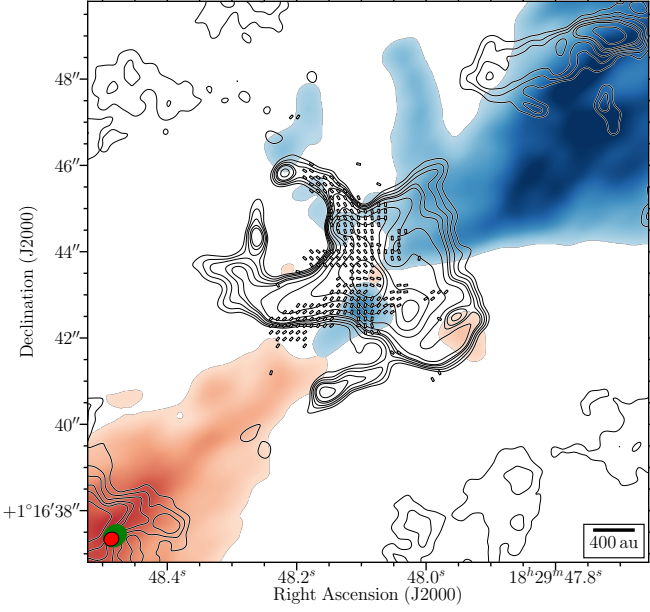 48″
46″
44″
42″
40″
+1°16′38″
Declination (J2000)
400 au
48.4ˢ
48.2ˢ
48.0ˢ
18ʰ29ᵐ47.8ˢ
Right Ascension (J2000)